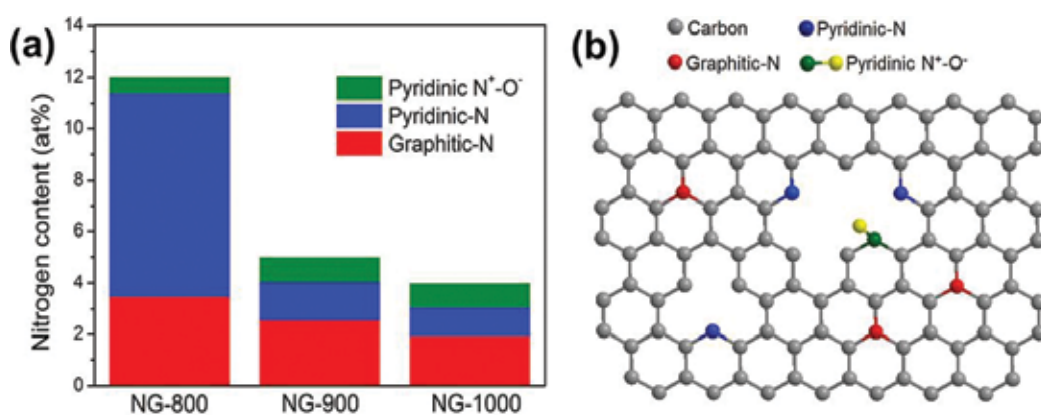 (a)
Nitrogen content (at%)
14
12
10
8
6
4
2
0
Pyridinic N⁺-O⁻
Pyridinic-N
Graphitic-N
NG-800 NG-900 NG-1000
(b)
Carbon Pyridinic-N
Graphitic-N Pyridinic N⁺-O⁻